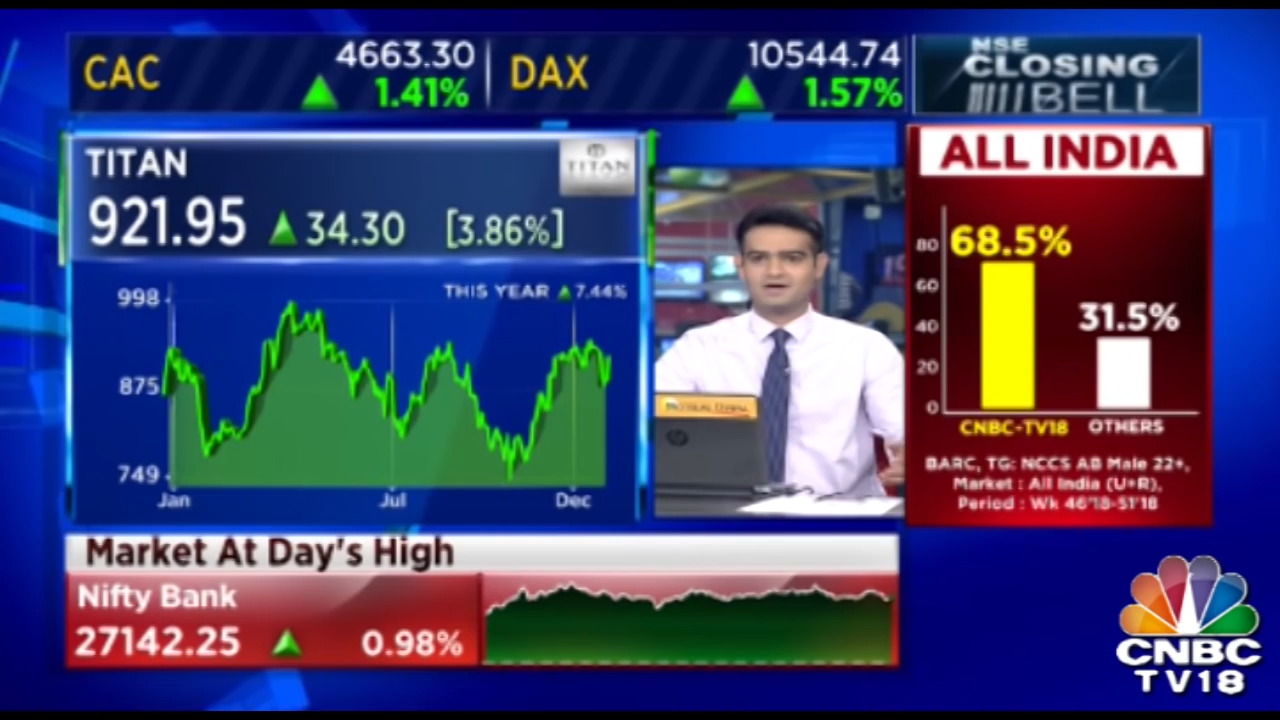 CAC
4663.30
1.41%
DAX
10544.74
1.57%
NSE
CLOSING
BELL
TITAN
TITAN
921.95 34.30 [3.86%]
THIS YEAR 7.44%
998
875
749
Jan Jul Dec
ALL INDIA
80
60
40
20
0
68.5%
31.5%
CNBC-TV18 OTHERS
BARC, TG: NCCS AB Male 22+,
Market : All India (U+R),
Period : Wk 46'18-51'18
hp
Market At Day's High
Nifty Bank
27142.25 0.98%
CNBC
TV18